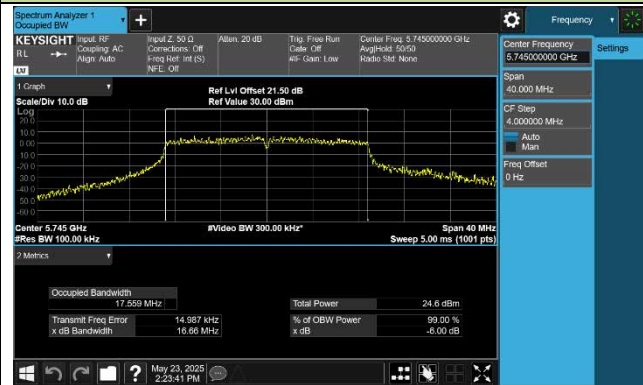 Spectrum Analyzer 1
Occupied BW
Frequency
KEYSIGHT
RL
LXI
Input: RF
Coupling: AC
Align: Auto
Input Z: 50 Ω
Corrections: Off
Freq Ref: Int (S)
NFE: Off
Atten: 20 dB
Trig: Free Run
Gate: Off
#IF Gain: Low
Center Freq: 5.745000000 GHz
Avg|Hold: 50/50
Radio Std: None
Center Frequency
5.745000000 GHz
Settings
Span
40.000 MHz
CF Step
4.000000 MHz
Auto
Man
Freq Offset
0 Hz
1 Graph
Scale/Div 10.0 dB
Ref Lvl Offset 21.50 dB
Ref Value 30.00 dBm
Log
20.0
10.0
0.00
-10.0
-20.0
-30.0
-40.0
-50.0
-60.0
Center 5.745 GHz
#Video BW 300.00 kHz*
Span 40 MHz
#Res BW 100.00 kHz
Sweep 5.00 ms (1001 pts)
2 Metrics
Occupied Bandwidth
17.559 MHz
Total Power 24.6 dBm
Transmit Freq Error 14.987 kHz
% of OBW Power 99.00 %
x dB Bandwidth 16.66 MHz
x dB -6.00 dB
May 23, 2025
2:23:41 PM